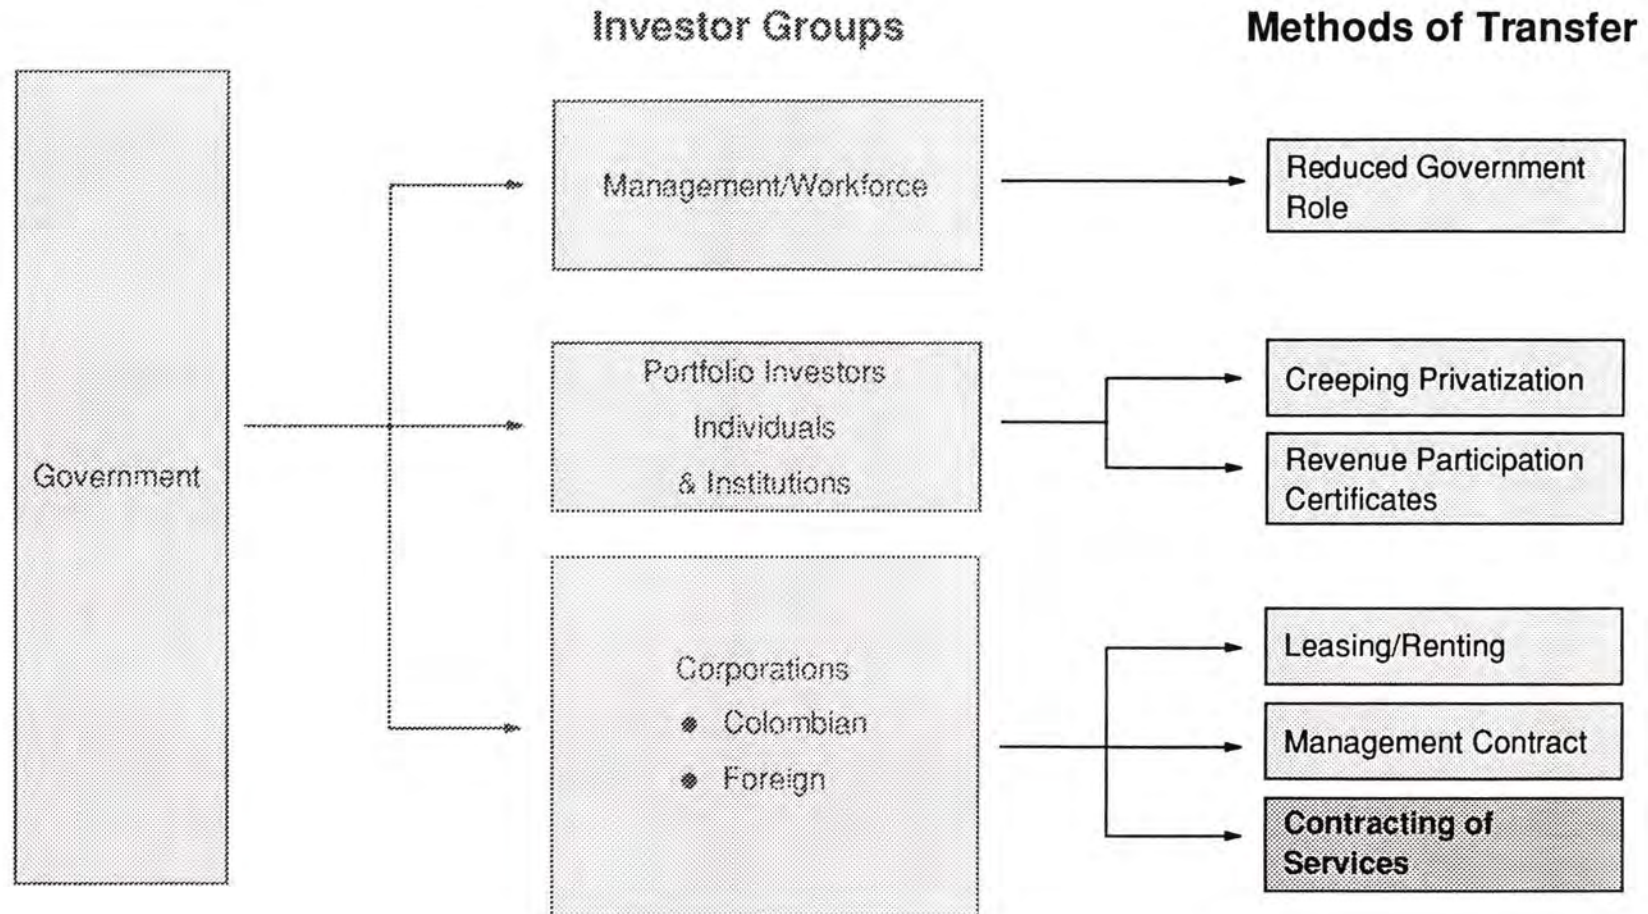 Investor Groups
Methods of Transfer
Government
Management/Workforce
Reduced Government
Role
Portfolio Investors
Individuals
& Institutions
Creeping Privatization
Revenue Participation
Certificates
Corporations
● Colombian
● Foreign
Leasing/Renting
Management Contract
Contracting of
Services